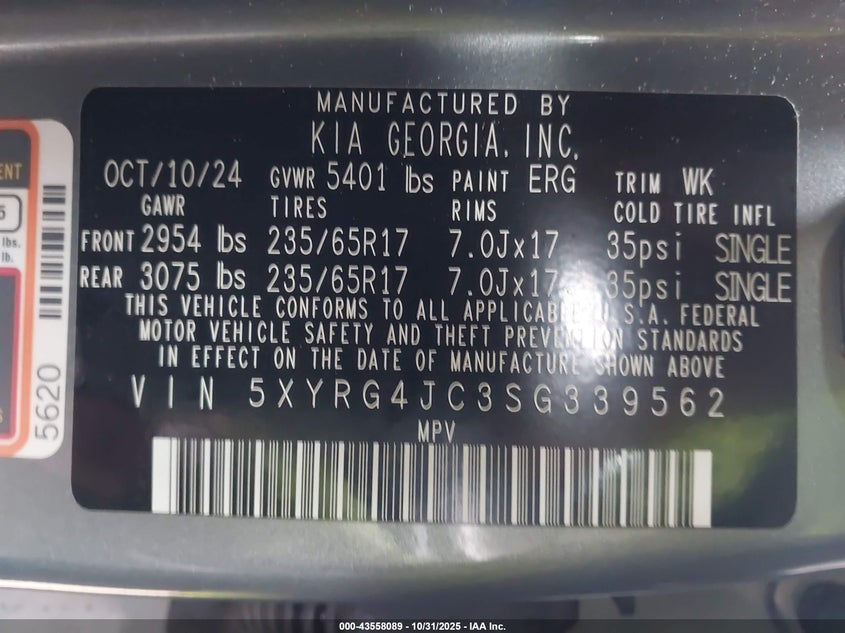 MANUFACTURED BY
KIA GEORGIA, INC.
OCT/10/24 GVWR 5401 lbs PAINT ERG TRIM WK
GAWR TIRES RIMS COLD TIRE INFL
FRONT 2954 lbs 235/65R17 7.0Jx17 35psi SINGLE
REAR 3075 lbs 235/65R17 7.0Jx17 35psi SINGLE
THIS VEHICLE CONFORMS TO ALL APPLICABLE U.S.A. FEDERAL
MOTOR VEHICLE SAFETY AND THEFT PREVENTION STANDARDS
IN EFFECT ON THE DATE OF MANUFACTURE SHOWN ABOVE
VIN 5XYRG4JC3SG339562
MPV
5620
lbs.
lb.
000-43558089 - 10/31/2025 - IAA Inc.